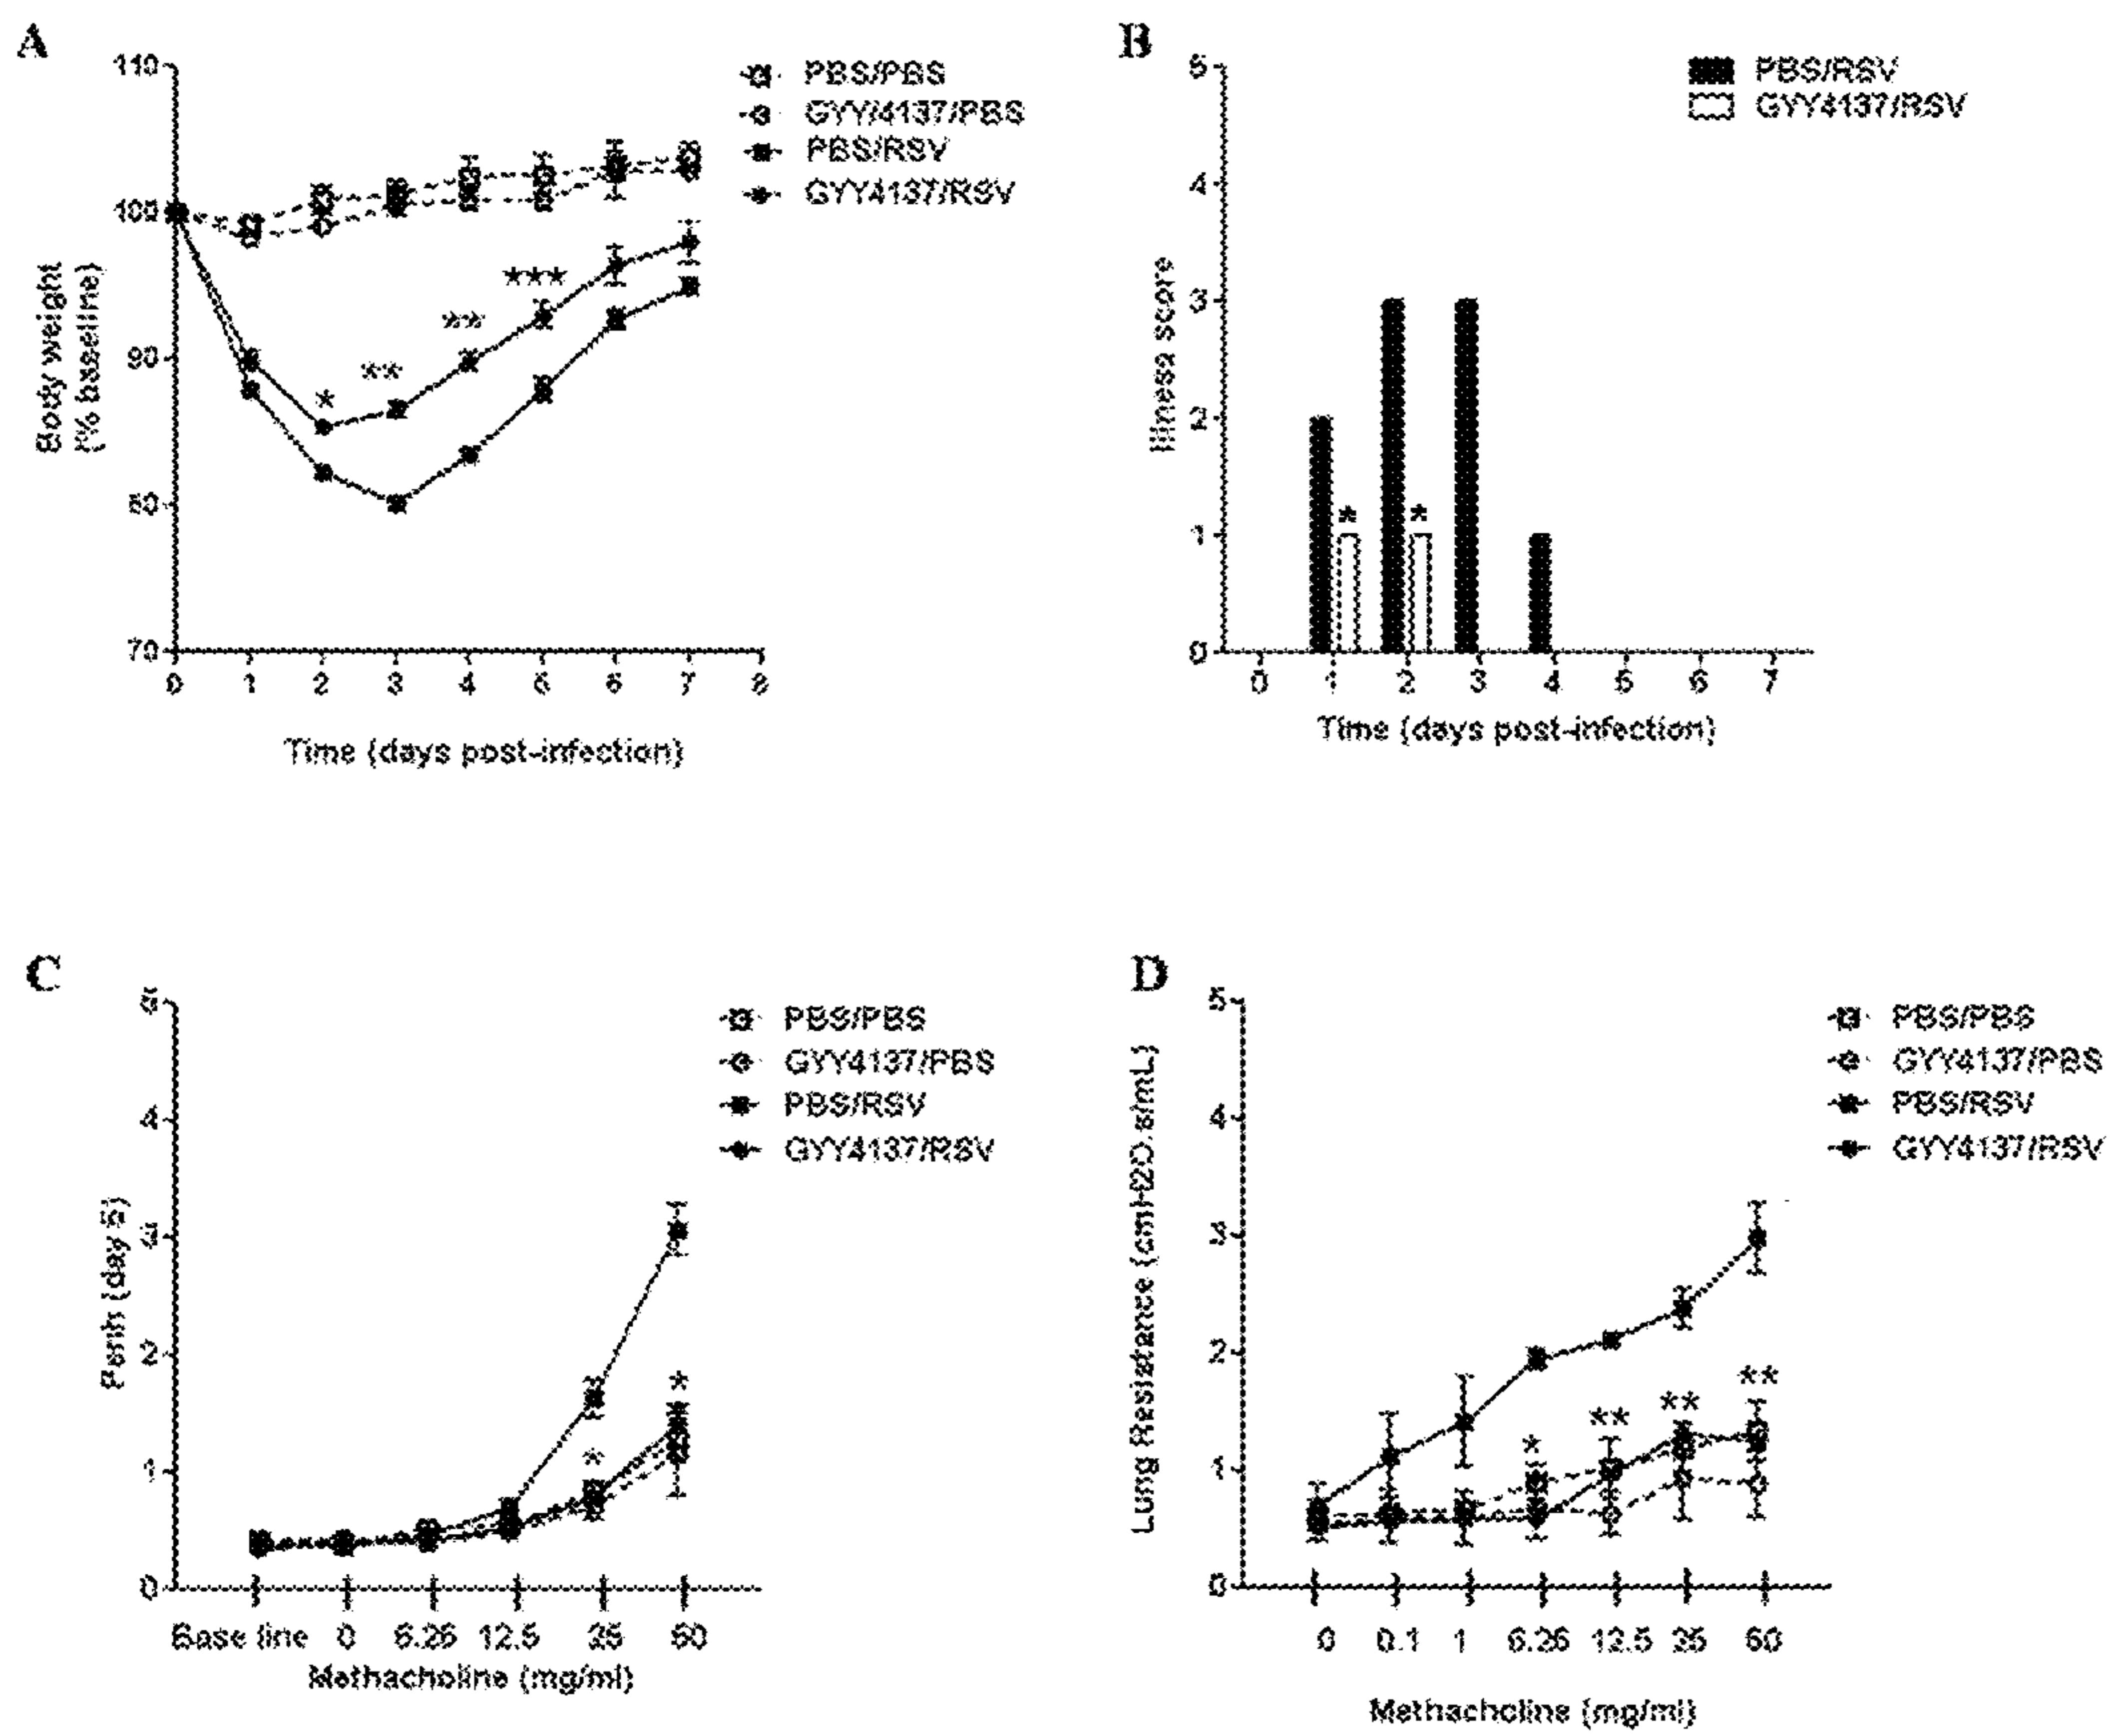 A
110
100
90
80
70
0 1 2 3 4 5 6 7 8
Body weight
(% baseline)
Time (days post-infection)
PBS/PBS
GYY/4137/PBS
PBS/RSV
GYY4137/RSV
*
**
**
***
B
5
4
3
2
1
0
0 1 2 3 4 5 6 7
Illness score
Time (days post-infection)
PBS/RSV
GYY4137/RSV
*
*
C
5
4
3
2
1
0
Base line 0 6.25 12.5 25 50
Penh (day 5)
Methacholine (mg/ml)
PBS/PBS
GYY4137/PBS
PBS/RSV
GYY4137/RSV
*
*
D
5
4
3
2
1
0
0 0.1 1 6.25 12.5 25 50
Lung Resistance (cmH2O.s/mL)
Methacholine (mg/ml)
PBS/PBS
GYY4137/PBS
PBS/RSV
GYY4137/RSV
*
**
**
**